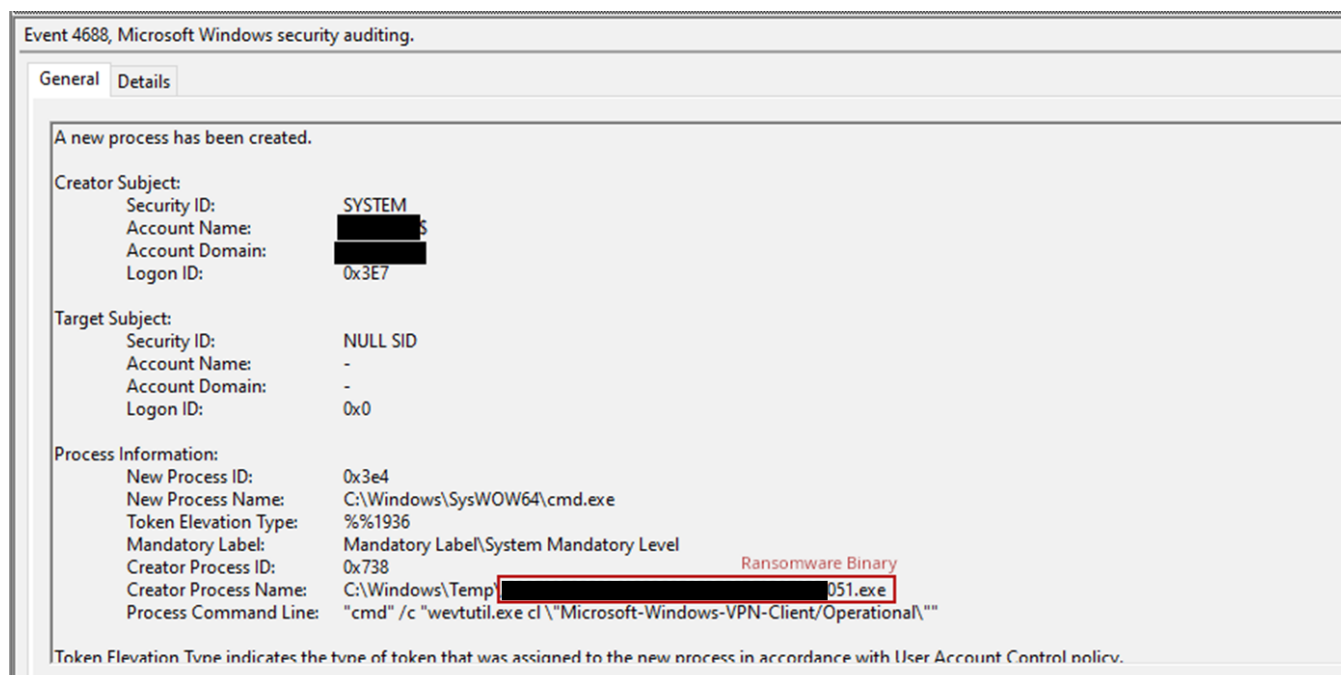 Event 4688, Microsoft Windows security auditing.
General Details
A new process has been created.
Creator Subject:
Security ID: SYSTEM
Account Name: $
Account Domain:
Logon ID: 0x3E7
Target Subject:
Security ID: NULL SID
Account Name: -
Account Domain: -
Logon ID: 0x0
Process Information:
New Process ID: 0x3e4
New Process Name: C:\Windows\SysWOW64\cmd.exe
Token Elevation Type: %%1936
Mandatory Label: Mandatory Label\System Mandatory Level
Creator Process ID: 0x738
Ransomware Binary
Creator Process Name: C:\Windows\Temp\ 051.exe
Process Command Line: "cmd" /c "wevtutil.exe cl \"Microsoft-Windows-VPN-Client/Operational\""
Token Elevation Type indicates the type of token that was assigned to the new process in accordance with User Account Control policy.